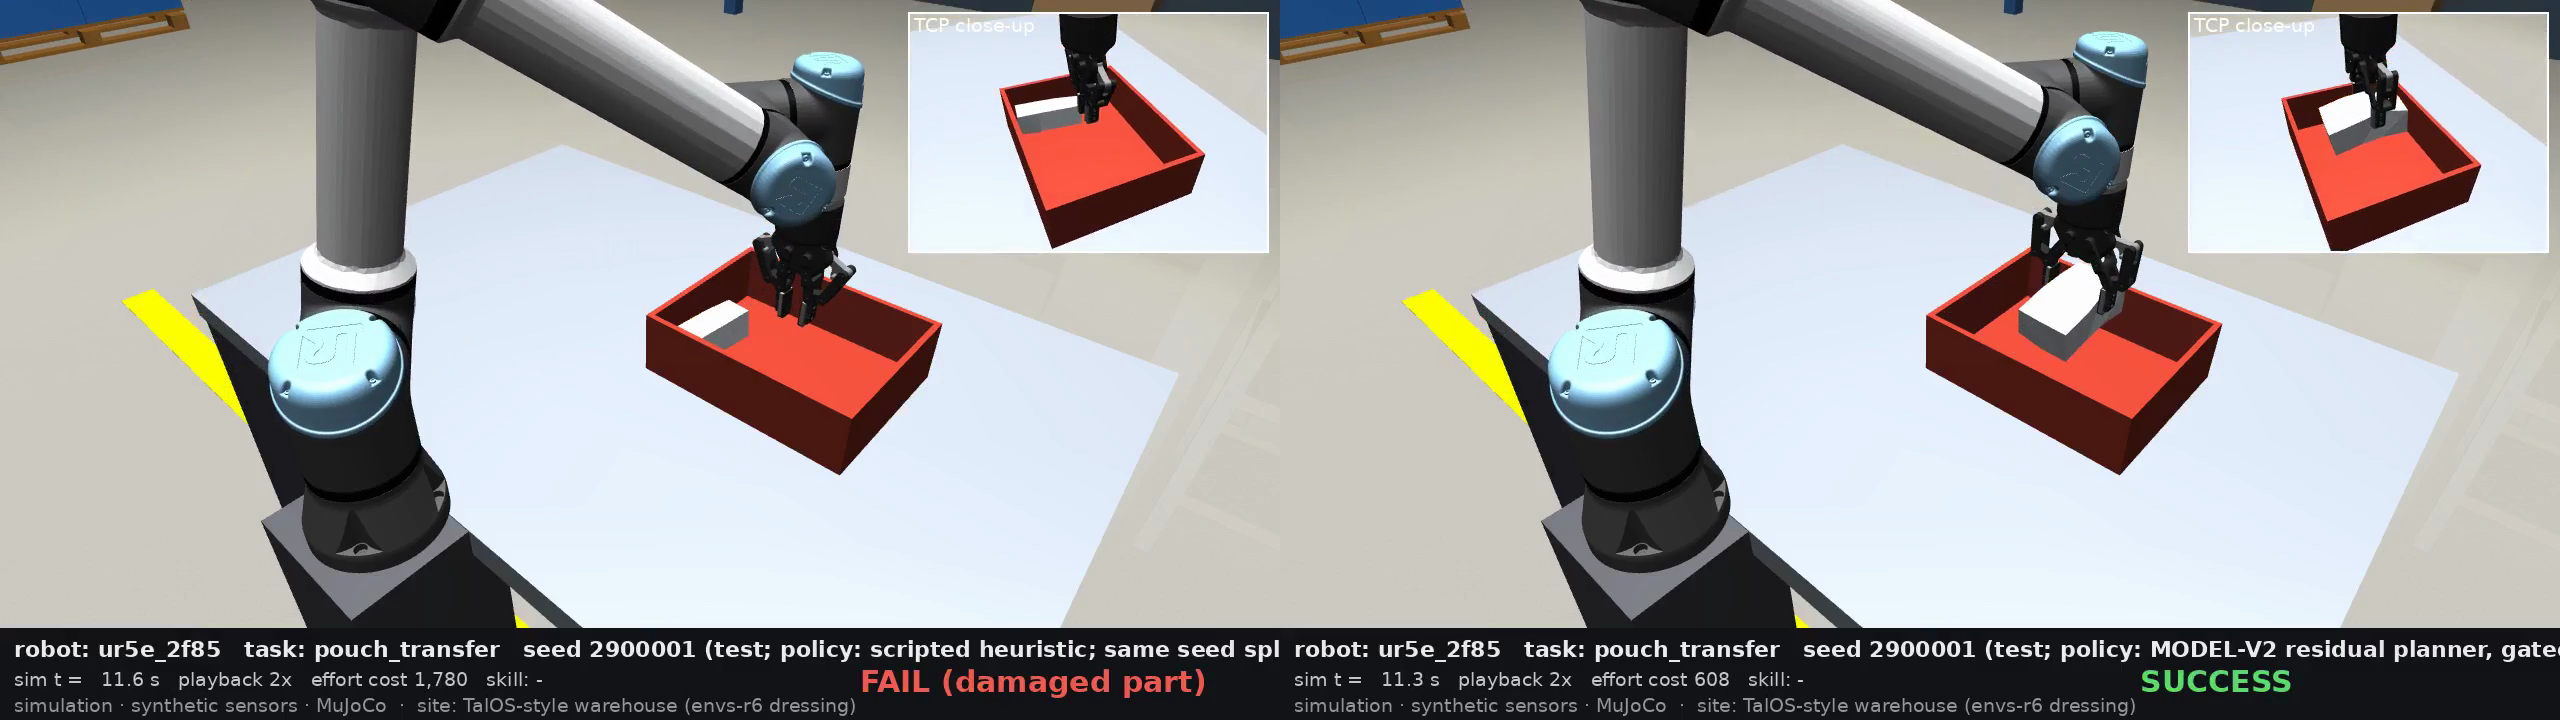 TCP close-up
TCP close-up
robot: ur5e_2f85 task: pouch_transfer seed 2900001 (test; policy: scripted heuristic; same seed spl
sim t = 11.6 s playback 2x effort cost 1,780 skill: -
FAIL (damaged part)
simulation · synthetic sensors · MuJoCo · site: TalOS-style warehouse (envs-r6 dressing)
robot: ur5e_2f85 task: pouch_transfer seed 2900001 (test; policy: MODEL-V2 residual planner, gate
sim t = 11.3 s playback 2x effort cost 608 skill: -
SUCCESS
simulation · synthetic sensors · MuJoCo · site: TalOS-style warehouse (envs-r6 dressing)